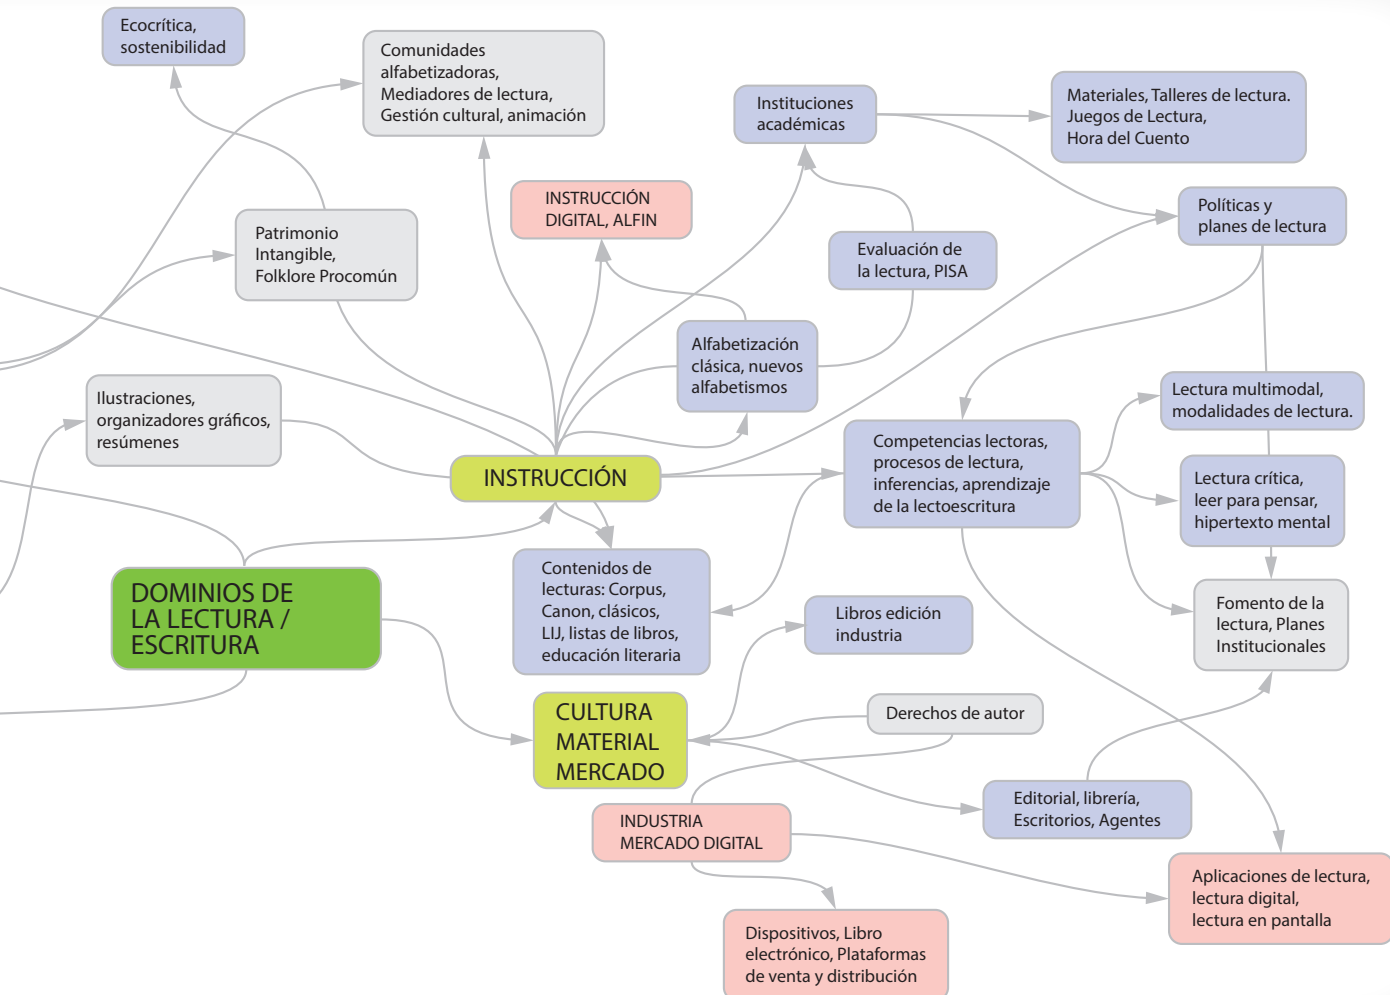 Ecocrítica,
sostenibilidad
Comunidades
alfabetizadoras,
Mediadores de lectura,
Gestión cultural, animación
Instituciones
académicas
Materiales, Talleres de lectura.
Juegos de Lectura,
Hora del Cuento
INSTRUCCIÓN
DIGITAL, ALFIN
Patrimonio
Intangible,
Folklore Procomún
Políticas y
planes de lectura
Evaluación de
la lectura, PISA
Alfabetización
clásica, nuevos
alfabetismos
Ilustraciones,
organizadores gráficos,
resúmenes
Lectura multimodal,
modalidades de lectura.
INSTRUCCIÓN
Competencias lectoras,
procesos de lectura,
inferencias, aprendizaje
de la lectoescritura
Lectura crítica,
leer para pensar,
hipertexto mental
DOMINIOS DE
LA LECTURA /
ESCRITURA
Contenidos de
lecturas: Corpus,
Canon, clásicos,
LIJ, listas de libros,
educación literaria
Libros edición
industria
Fomento de la
lectura, Planes
Institucionales
CULTURA
MATERIAL
MERCADO
Derechos de autor
Editorial, librería,
Escritorios, Agentes
INDUSTRIA
MERCADO DIGITAL
Aplicaciones de lectura,
lectura digital,
lectura en pantalla
Dispositivos, Libro
electrónico, Plataformas
de venta y distribución